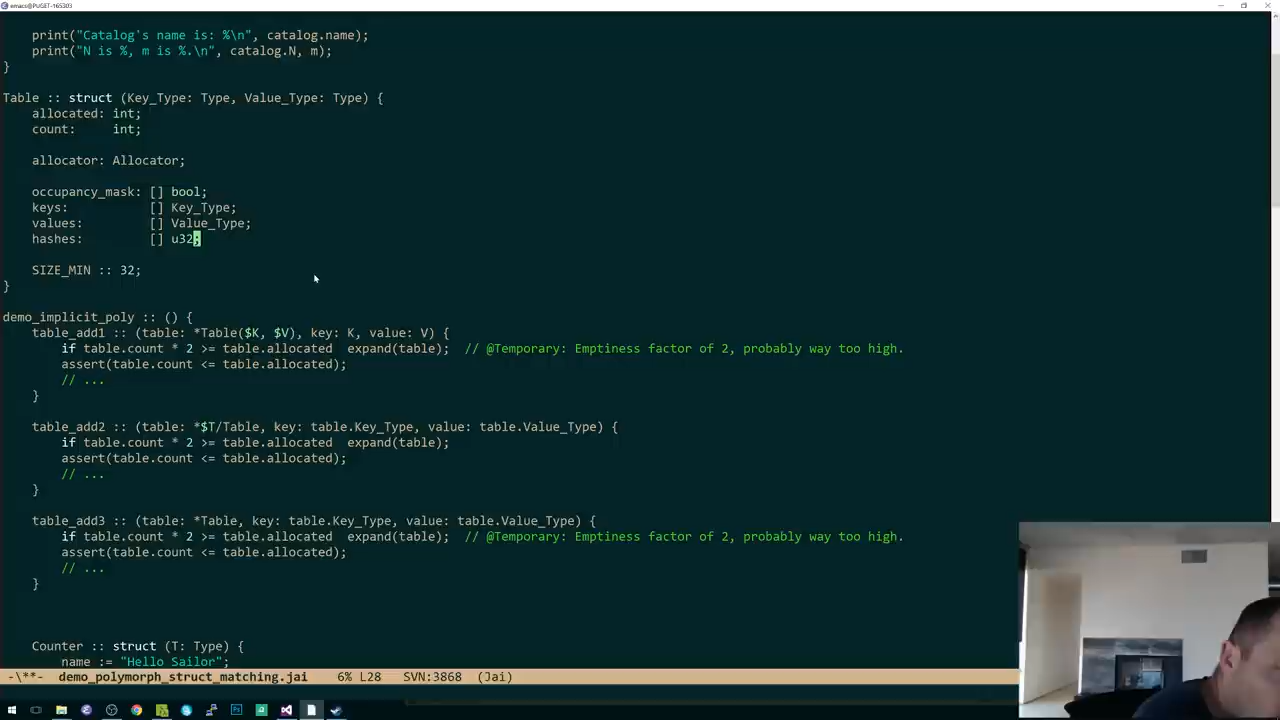 emacs@PUGET-165303
print("Catalog's name is: %\n", catalog.name);
print("N is %, m is %.\n", catalog.N, m);
}
Table :: struct (Key_Type: Type, Value_Type: Type) {
allocated: int;
count: int;
allocator: Allocator;
occupancy_mask: [] bool;
keys: [] Key_Type;
values: [] Value_Type;
hashes: [] u32;
SIZE_MIN :: 32;
}
demo_implicit_poly :: () {
table_add1 :: (table: *Table($K, $V), key: K, value: V) {
if table.count * 2 >= table.allocated expand(table); // @Temporary: Emptiness factor of 2, probably way too high.
assert(table.count <= table.allocated);
// ...
}
table_add2 :: (table: *$T/Table, key: table.Key_Type, value: table.Value_Type) {
if table.count * 2 >= table.allocated expand(table);
assert(table.count <= table.allocated);
// ...
}
table_add3 :: (table: *Table, key: table.Key_Type, value: table.Value_Type) {
if table.count * 2 >= table.allocated expand(table); // @Temporary: Emptiness factor of 2, probably way too high.
assert(table.count <= table.allocated);
// ...
}
Counter :: struct (T: Type) {
name := "Hello Sailor";
-\**- demo_polymorph_struct_matching.jai 6% L28 SVN:3868 (Jai)